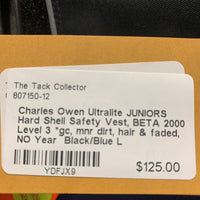 The Tack Collector
807150-12
Charles Owen Ultralite JUNIORS
Hard Shell Safety Vest, BETA 2000
Level 3 *gc, mnr dirt, hair & faded,
NO Year Black/Blue L
YDFJX9
$125.00